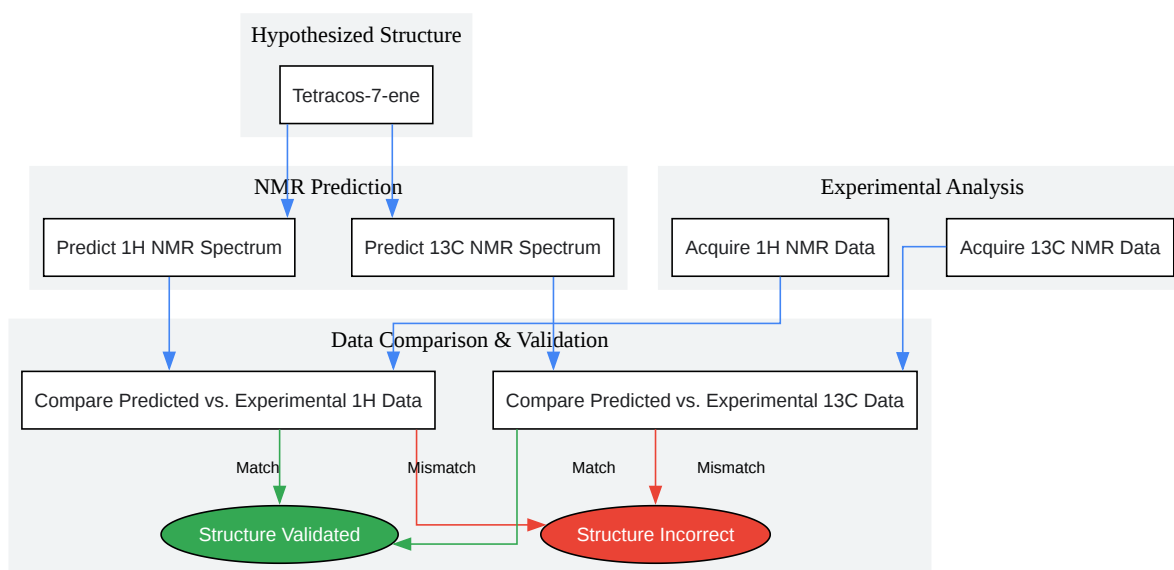 Hypothesized Structure
Tetracos-7-ene
NMR Prediction
Experimental Analysis
Predict 1H NMR Spectrum
Predict 13C NMR Spectrum
Acquire 1H NMR Data
Acquire 13C NMR Data
Data Comparison & Validation
Compare Predicted vs. Experimental 1H Data
Compare Predicted vs. Experimental 13C Data
Match
Mismatch
Match
Mismatch
Structure Validated
Structure Incorrect